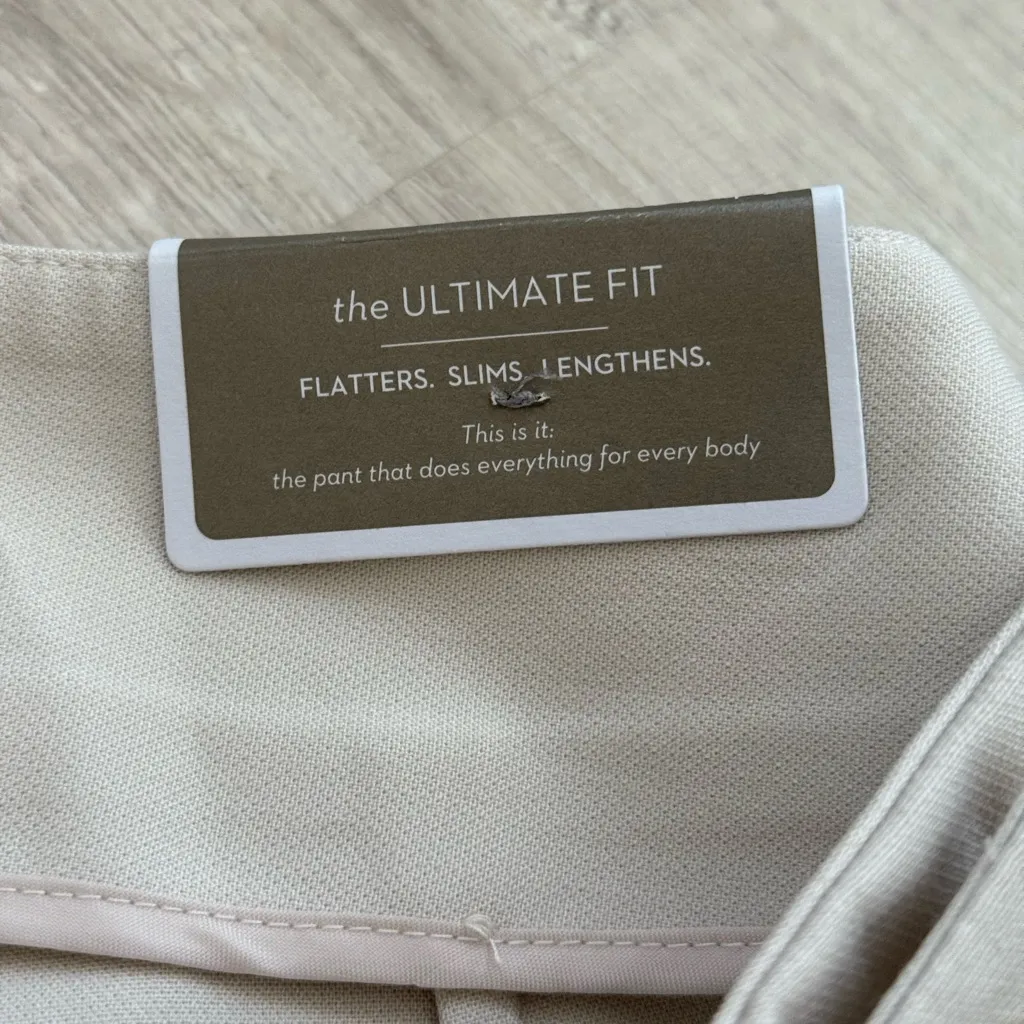 the ULTIMATE FIT
FLATTERS. SLIMS. LENGTHENS.
This is it:
the pant that does everything for every body